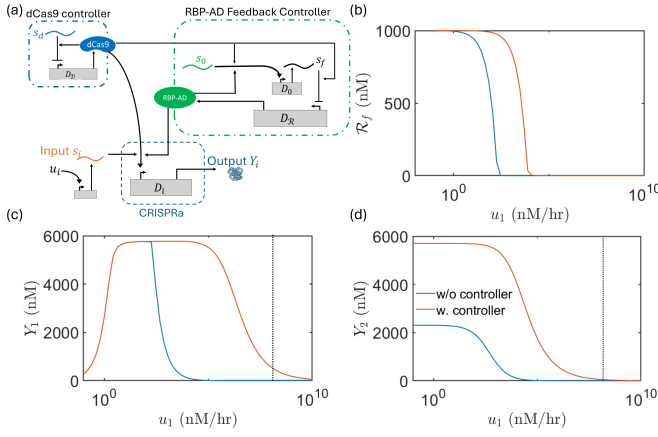 (a)
dCas9 controller
s_d
dCas9
D_D
RBP-AD Feedback Controller
s_0
s_f
D_0
RBP-AD
D_R
Input s_i
u_i
D_i
Output Y_i
CRISPRa
(b)
R_f (nM)
1000
500
0
10^0
10^10
u_1 (nM/hr)
(c)
Y_1 (nM)
6000
4000
2000
0
10^0
10^10
u_1 (nM/hr)
(d)
Y_2 (nM)
6000
4000
2000
0
w/o controller
w. controller
10^0
10^10
u_1 (nM/hr)